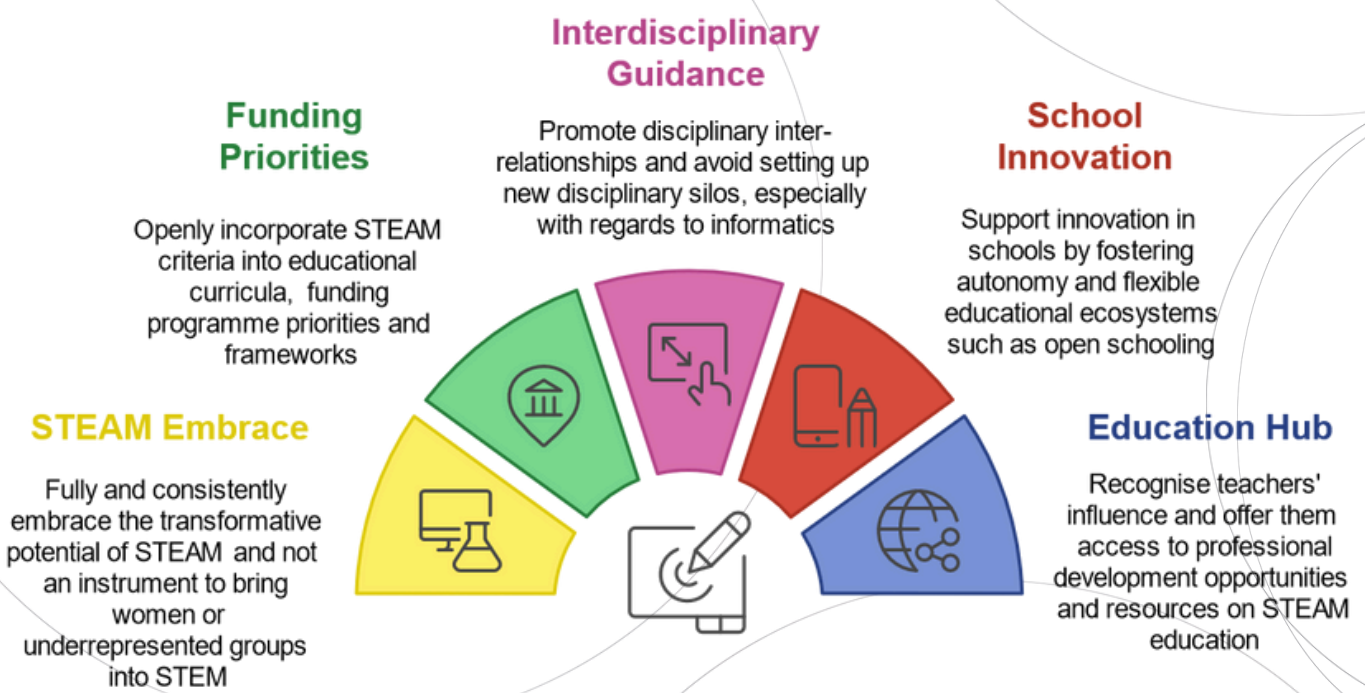 Interdisciplinary
Guidance
Promote disciplinary inter-
relationships and avoid setting up
new disciplinary silos, especially
with regards to informatics
Funding
Priorities
Openly incorporate STEAM
criteria into educational
curricula,  funding
programme priorities and
frameworks
School
Innovation
Support innovation in
schools by fostering
autonomy and flexible
educational ecosystems
such as open schooling
STEAM Embrace
Fully and consistently
embrace the transformative
potential of STEAM  and not
an instrument to bring
women or
underrepresented groups
into STEM
Education Hub
Recognise teachers'
influence and offer them
access to professional
development opportunities
and resources on STEAM
education